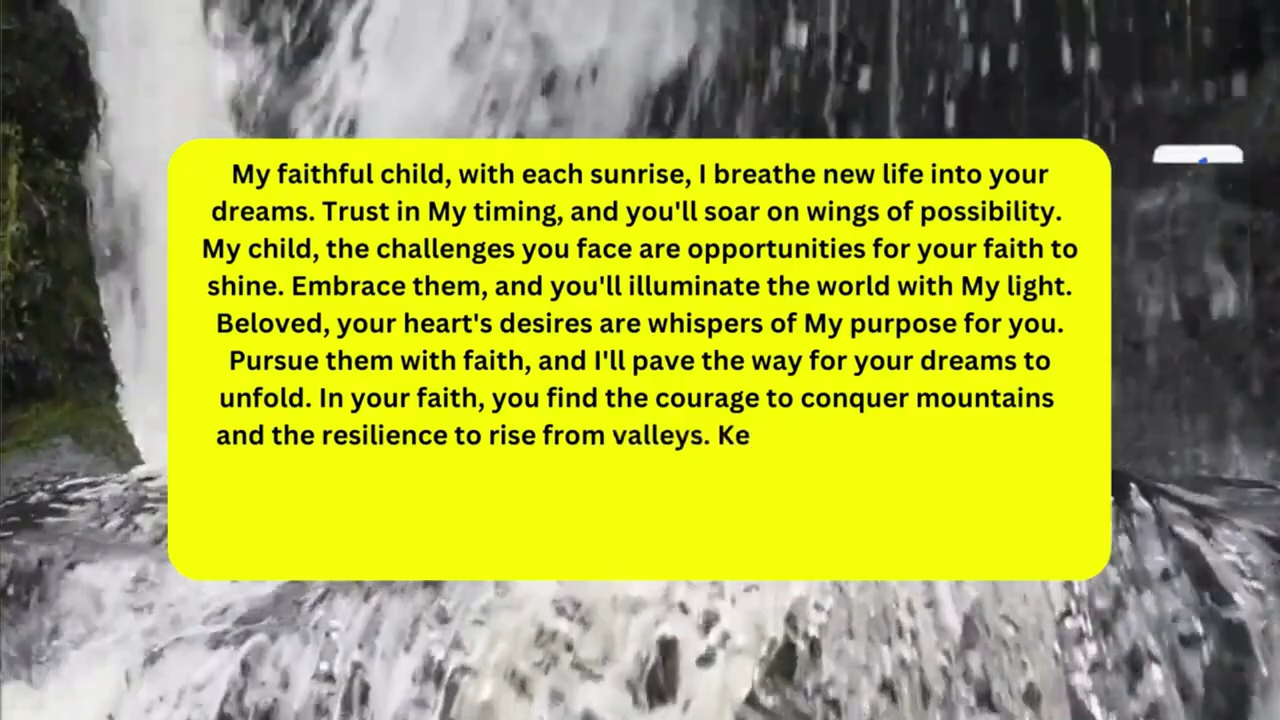 My faithful child, with each sunrise, I breathe new life into your
dreams. Trust in My timing, and you'll soar on wings of possibility.
My child, the challenges you face are opportunities for your faith to
shine. Embrace them, and you'll illuminate the world with My light.
Beloved, your heart's desires are whispers of My purpose for you.
Pursue them with faith, and I'll pave the way for your dreams to
unfold. In your faith, you find the courage to conquer mountains
and the resilience to rise from valleys. Ke